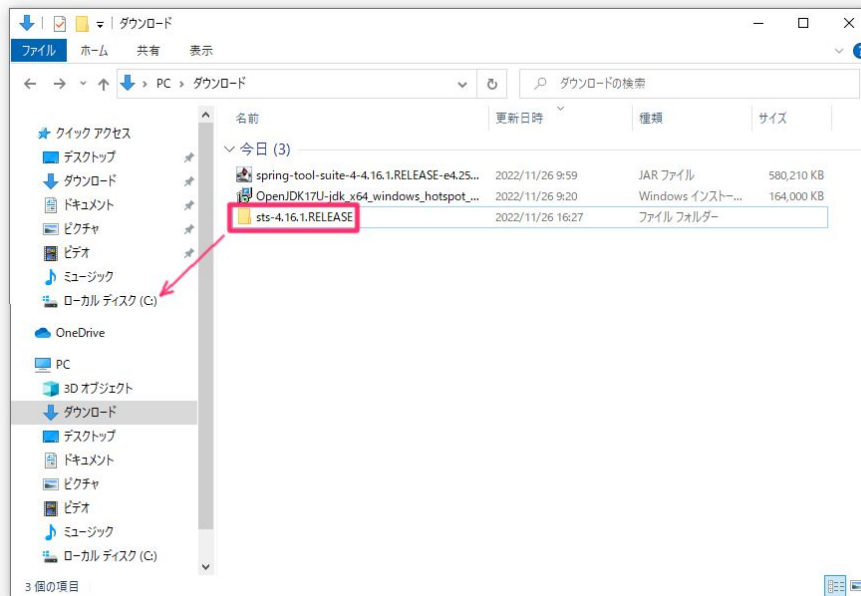 ダウンロード
ファイル ホーム 共有 表示
PC ダウンロード ダウンロードの検索
名前 更新日時 種類 サイズ
クイック アクセス
デスクトップ
ダウンロード
ドキュメント
ピクチャ
ビデオ
ミュージック
ローカル ディスク (C:)
OneDrive
PC
3D オブジェクト
ダウンロード
デスクトップ
ドキュメント
ピクチャ
ビデオ
ミュージック
ローカル ディスク (C:)
今日 (3)
spring-tool-suite-4-4.16.1.RELEASE-e4.25... 2022/11/26 9:59 JAR ファイル 580,210 KB
OpenJDK17U-jdk_x64_windows_hotspot_... 2022/11/26 9:20 Windows インストー... 164,000 KB
sts-4.16.1.RELEASE 2022/11/26 16:27 ファイル フォルダー
3 個の項目